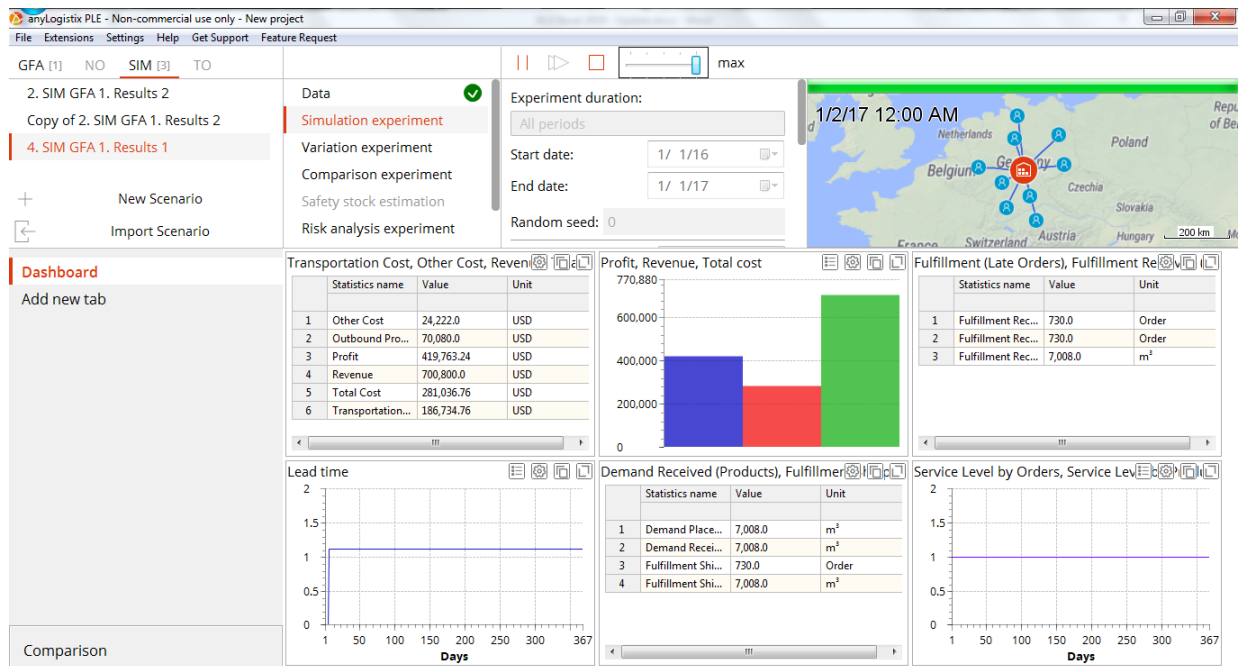 anyLogistix PLE - Non-commercial use only - New project
File Extensions Settings Help Get Support Feature Request
GFA [1] NO SIM [3] TO
max
2. SIM GFA 1. Results 2
Copy of 2. SIM GFA 1. Results 2
4. SIM GFA 1. Results 1
New Scenario
Import Scenario
Data
Simulation experiment
Variation experiment
Comparison experiment
Safety stock estimation
Risk analysis experiment
Experiment duration:
All periods
Start date: 1/ 1/16
End date: 1/ 1/17
Random seed: 0
1/2/17 12:00 AM
Netherlands
Poland
Belgium
Czechia
Slovakia
Austria
Hungary
France
Switzerland
200 km
Dashboard
Add new tab
Comparison
Transportation Cost, Other Cost,
Statistics name Value Unit
1 Other Cost 24,222.0 USD
2 Outbound Pro... 70,080.0 USD
3 Profit 419,763.24 USD
4 Revenue 700,800.0 USD
5 Total Cost 281,036.76 USD
6 Transportation... 186,734.76 USD
Profit, Revenue, Total cost
770,880
600,000
400,000
200,000
0
Fulfillment (Late Orders), Fulfillment
Statistics name Value Unit
1 Fulfillment Rec... 730.0 Order
2 Fulfillment Rec... 730.0 Order
3 Fulfillment Rec... 7,008.0 m³
Lead time
2
1.5
1
0.5
0
1 50 100 150 200 250 300 367
Days
Demand Received (Products),
Statistics name Value Unit
1 Demand Place... 7,008.0 m³
2 Demand Recei... 7,008.0 m³
3 Fulfillment Shi... 730.0 Order
4 Fulfillment Shi... 7,008.0 m³
Service Level by Orders, Service
2
1.5
1
0.5
0
1 50 100 150 200 250 300 367
Days